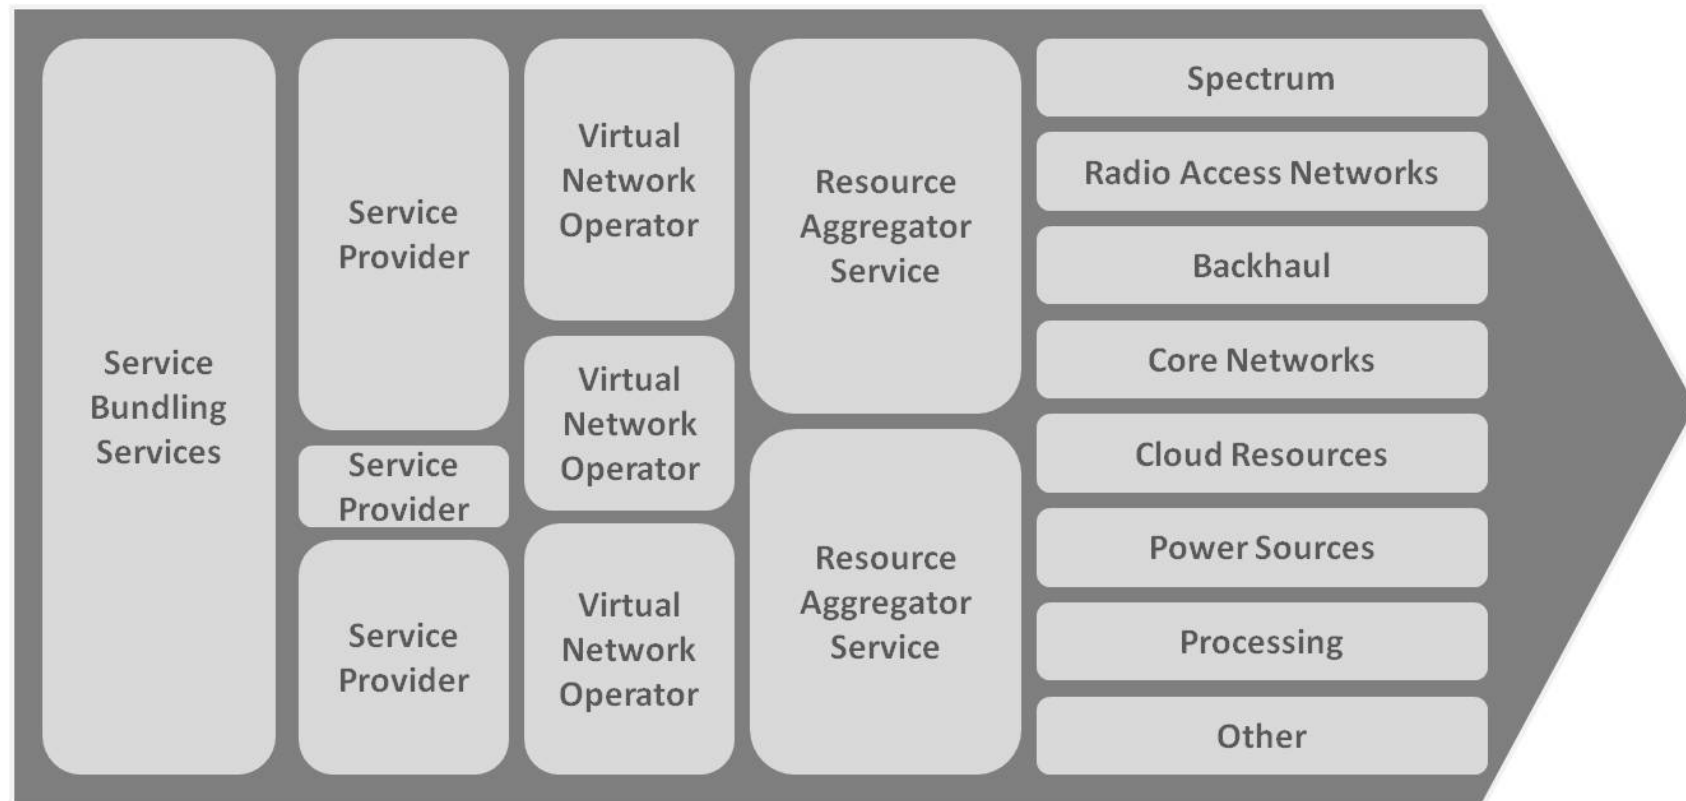 Service
Bundling
Services
Service
Provider
Service
Provider
Service
Provider
Virtual
Network
Operator
Virtual
Network
Operator
Virtual
Network
Operator
Resource
Aggregator
Service
Resource
Aggregator
Service
Spectrum
Radio Access Networks
Backhaul
Core Networks
Cloud Resources
Power Sources
Processing
Other